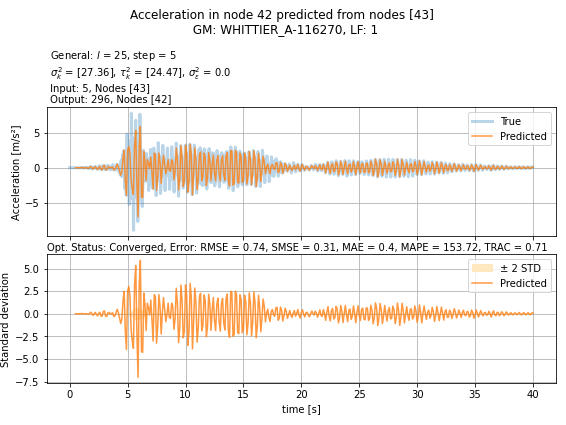 Acceleration in node 42 predicted from nodes [43]
GM: WHITTIER_A-116270, LF: 1
General: l = 25, step = 5
σ²ₖ = [27.36], τ²ₖ = [24.47], σ²ε = 0.0
Input: 5, Nodes [43]
Output: 296, Nodes [42]
Acceleration [m/s²]
5
0
−5
True
Predicted
Opt. Status: Converged, Error: RMSE = 0.74, SMSE = 0.31, MAE = 0.4, MAPE = 153.72, TRAC = 0.71
Standard deviation
5.0
2.5
0.0
−2.5
−5.0
−7.5
± 2 STD
Predicted
0 5 10 15 20 25 30 35 40
time [s]